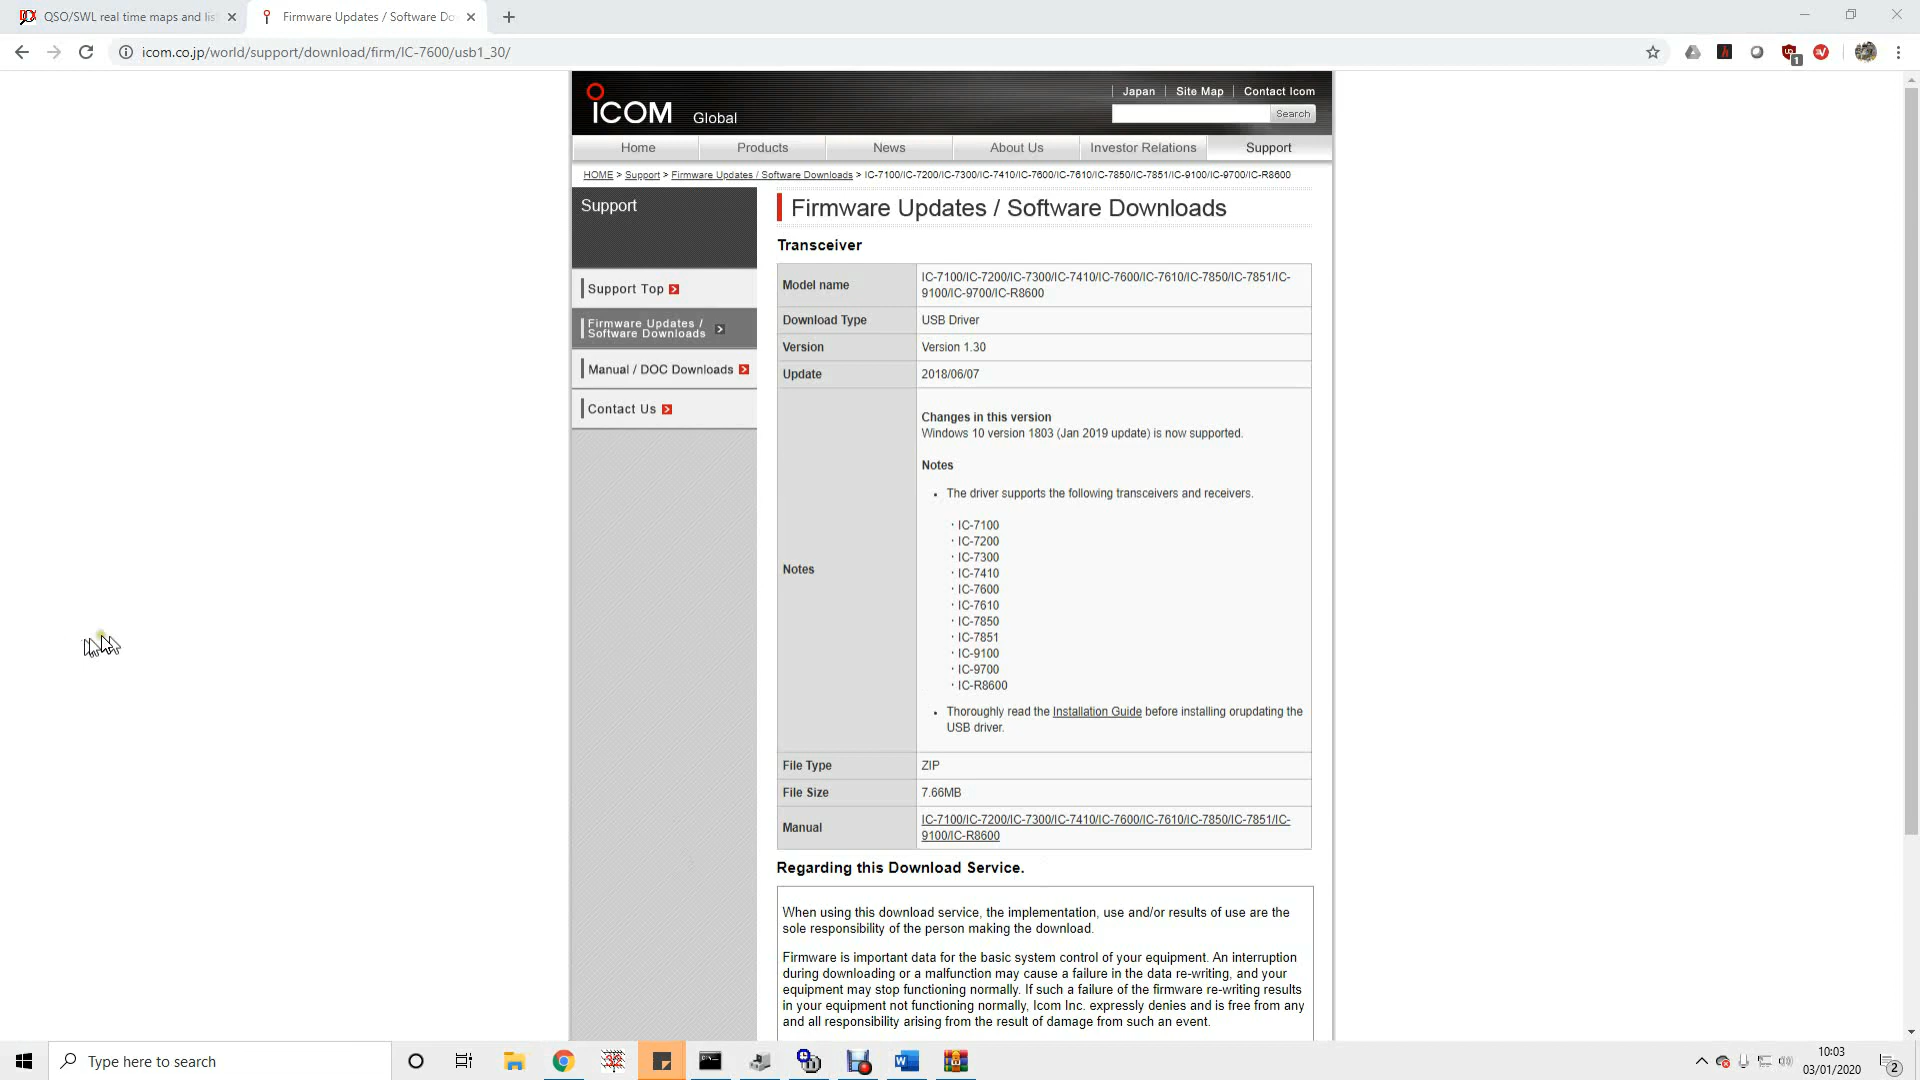 QSO/SWL real time maps and lis
Firmware Updates / Software Do
icom.co.jp/world/support/download/firm/IC-7600/usb1_30/
1
ICOM
Global
Japan
Site Map
Contact Icom
Search
Home
Products
News
About Us
Investor Relations
Support
HOME > Support > Firmware Updates / Software Downloads > IC-7100/IC-7200/IC-7300/IC-7410/IC-7600/IC-7610/IC-7850/IC-7851/IC-9100/IC-9700/IC-R8600
Support
Support Top
Firmware Updates /
Software Downloads
Manual / DOC Downloads
Contact Us
Firmware Updates / Software Downloads
Transceiver
Model name
IC-7100/IC-7200/IC-7300/IC-7410/IC-7600/IC-7610/IC-7850/IC-7851/IC-
9100/IC-9700/IC-R8600
Download Type
USB Driver
Version
Version 1.30
Update
2018/06/07
Notes
Changes in this version
Windows 10 version 1803 (Jan 2019 update) is now supported.
Notes
• The driver supports the following transceivers and receivers.
・IC-7100
・IC-7200
・IC-7300
・IC-7410
・IC-7600
・IC-7610
・IC-7850
・IC-7851
・IC-9100
・IC-9700
・IC-R8600
• Thoroughly read the Installation Guide before installing orupdating the
USB driver.
File Type
ZIP
File Size
7.66MB
Manual
IC-7100/IC-7200/IC-7300/IC-7410/IC-7600/IC-7610/IC-7850/IC-7851/IC-
9100/IC-R8600
Regarding this Download Service.
When using this download service, the implementation, use and/or results of use are the
sole responsibility of the person making the download.
Firmware is important data for the basic system control of your equipment. An interruption
during downloading or a malfunction may cause a failure in the data re-writing, and your
equipment may stop functioning normally. If such a failure of the firmware re-writing results
in your equipment not functioning normally, Icom Inc. expressly denies and is free from any
and all responsibility arising from the result of damage from such an event.
Type here to search
10:03
03/01/2020
2